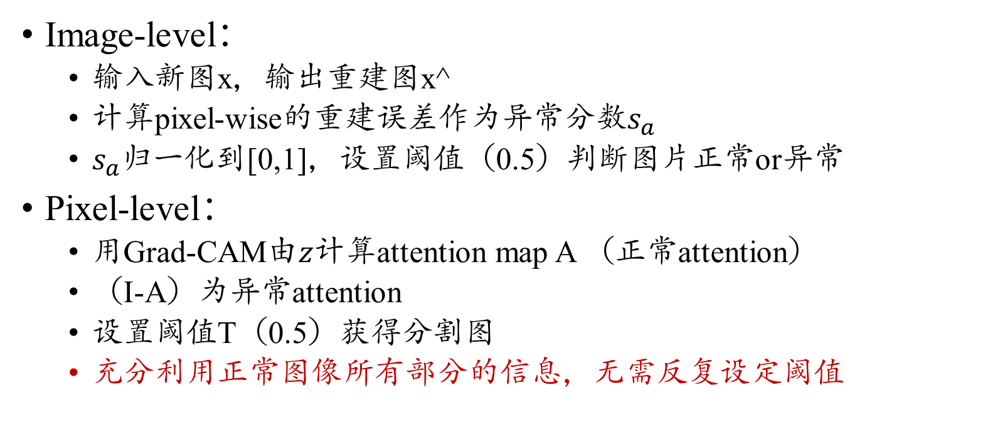 • Image-level：
• 输入新图x，输出重建图x^
• 计算pixel-wise的重建误差作为异常分数sₐ
• sₐ归一化到[0,1]，设置阈值（0.5）判断图片正常or异常
• Pixel-level：
• 用Grad-CAM由z计算attention map A （正常attention）
• （I-A）为异常attention
• 设置阈值T（0.5）获得分割图
• 充分利用正常图像所有部分的信息，无需反复设定阈值